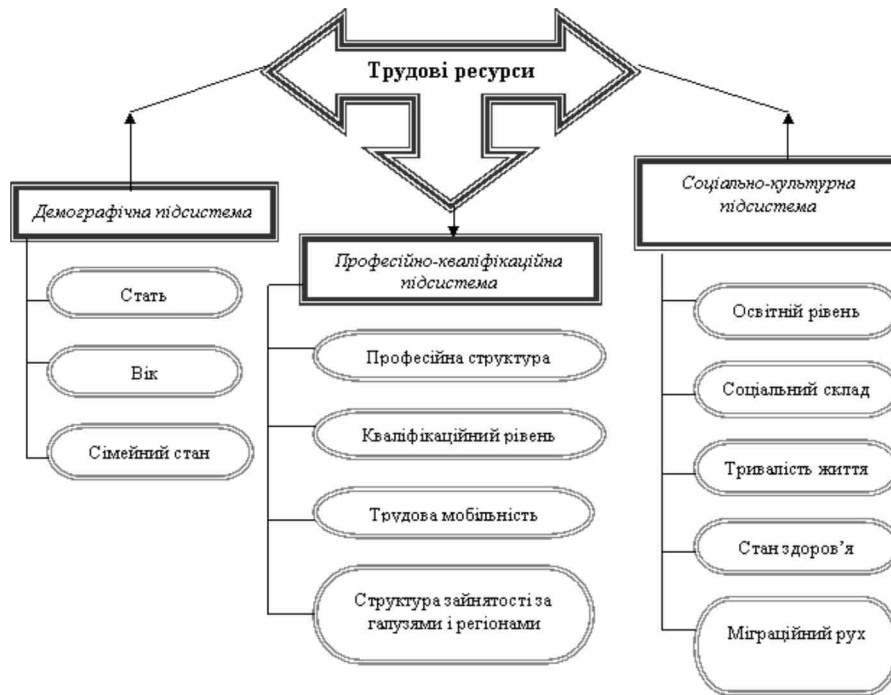 Трудові ресурси
Демографічна підсистема
Стать
Вік
Сімейний стан
Професійно-кваліфікаційна
підсистема
Професійна структура
Кваліфікаційний рівень
Трудова мобільність
Структура зайнятості за
галузями і регіонами
Соціально-культурна
підсистема
Освітній рівень
Соціальний склад
Тривалість життя
Стан здоров’я
Міграційний рух